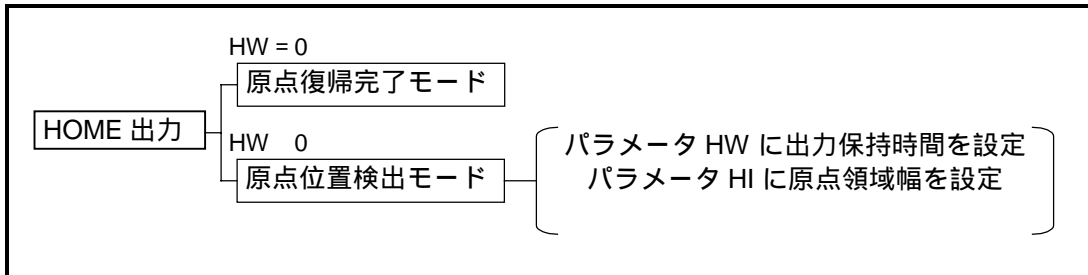 HW = 0
原点復帰完了モード
HOME 出力
HW 0
原点位置検出モード
パラメータ HW に出力保持時間を設定
パラメータ HI に原点領域幅を設定